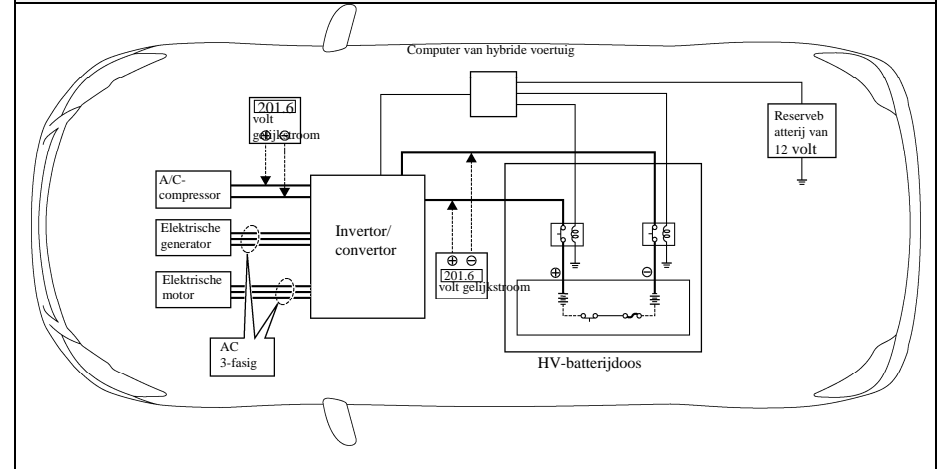 Computer van hybride voertuig
201.6
volt
gelijkstroom
⊕ ⊖
Reserveb
atterij van
12 volt
A/C-
compressor
Elektrische
generator
Invertor/
convertor
Elektrische
motor
⊕ ⊖
201.6
volt gelijkstroom
⊕
⊖
AC
3-fasig
HV-batterijdoos